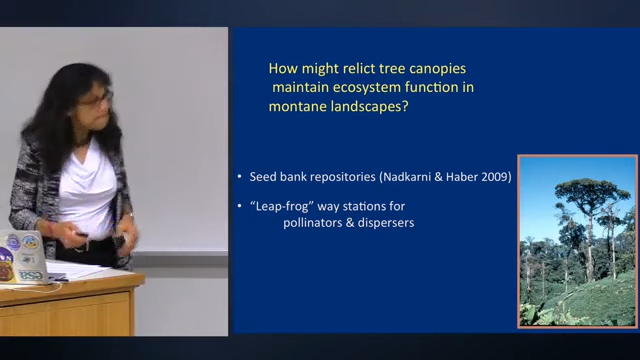 How might relict tree canopies
maintain ecosystem function in
montane landscapes?
• Seed bank repositories (Nadkarni & Haber 2009)
• “Leap-frog” way stations for
pollinators & dispersers
esa